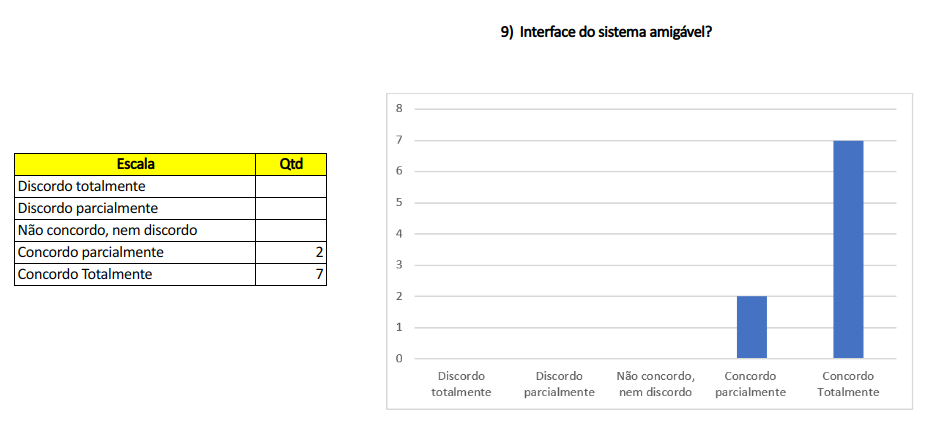 9) Interface do sistema amigável?
Escala Qtd
Discordo totalmente
Discordo parcialmente
Não concordo, nem discordo
Concordo parcialmente 2
Concordo Totalmente 7
8
7
6
5
4
3
2
1
0
Discordo totalmente
Discordo parcialmente
Não concordo, nem discordo
Concordo parcialmente
Concordo Totalmente